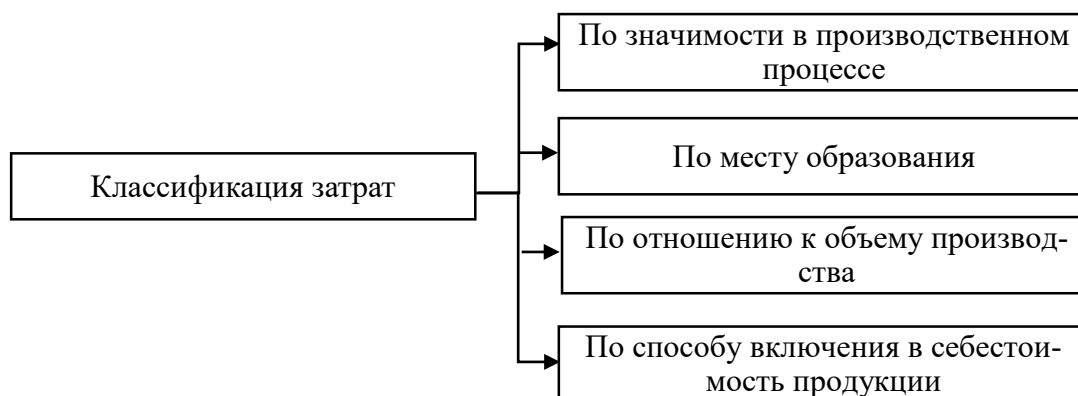 По значимости в производственном
процессе
По месту образования
Классификация затрат
По отношению к объему производ-
ства
По способу включения в себестои-
мость продукции